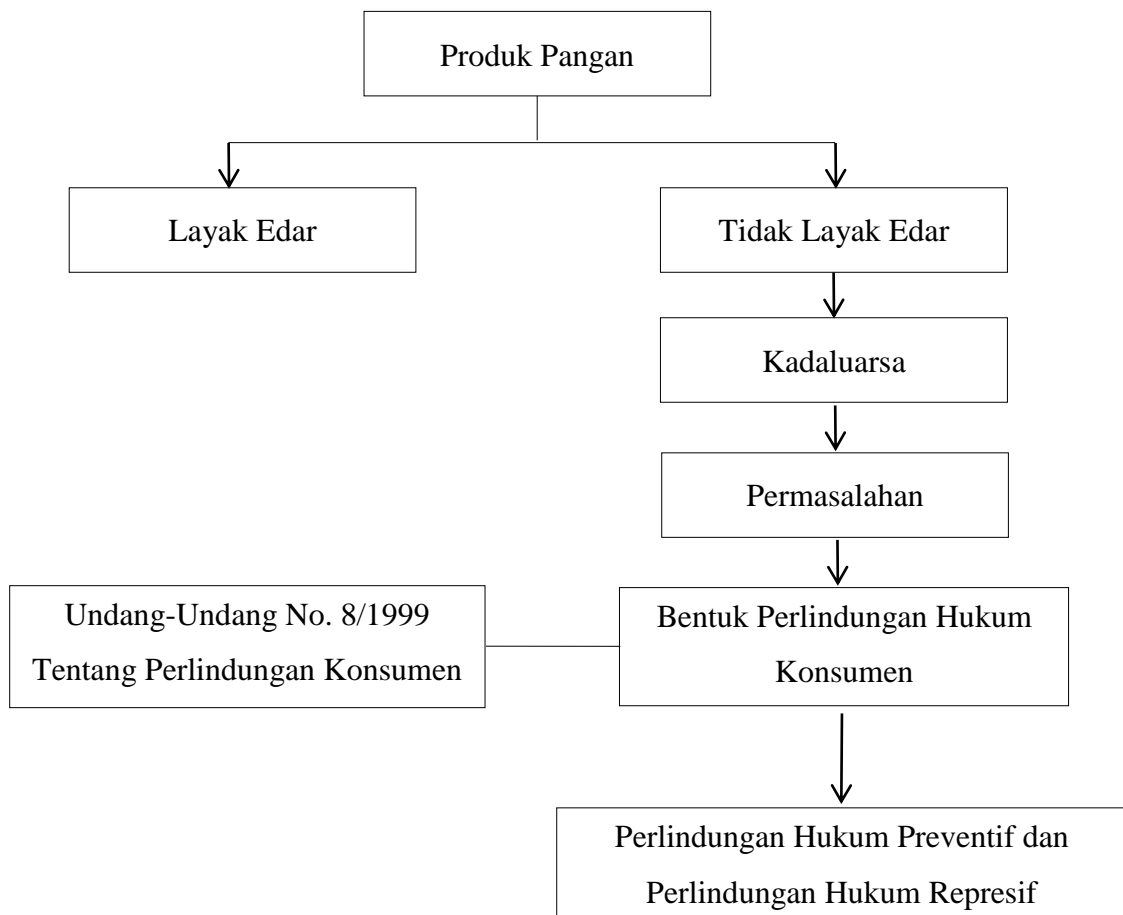 Produk Pangan
Layak Edar
Tidak Layak Edar
Kadaluarsa
Permasalahan
Undang-Undang No. 8/1999
Tentang Perlindungan Konsumen
Bentuk Perlindungan Hukum
Konsumen
Perlindungan Hukum Preventif dan
Perlindungan Hukum Represif